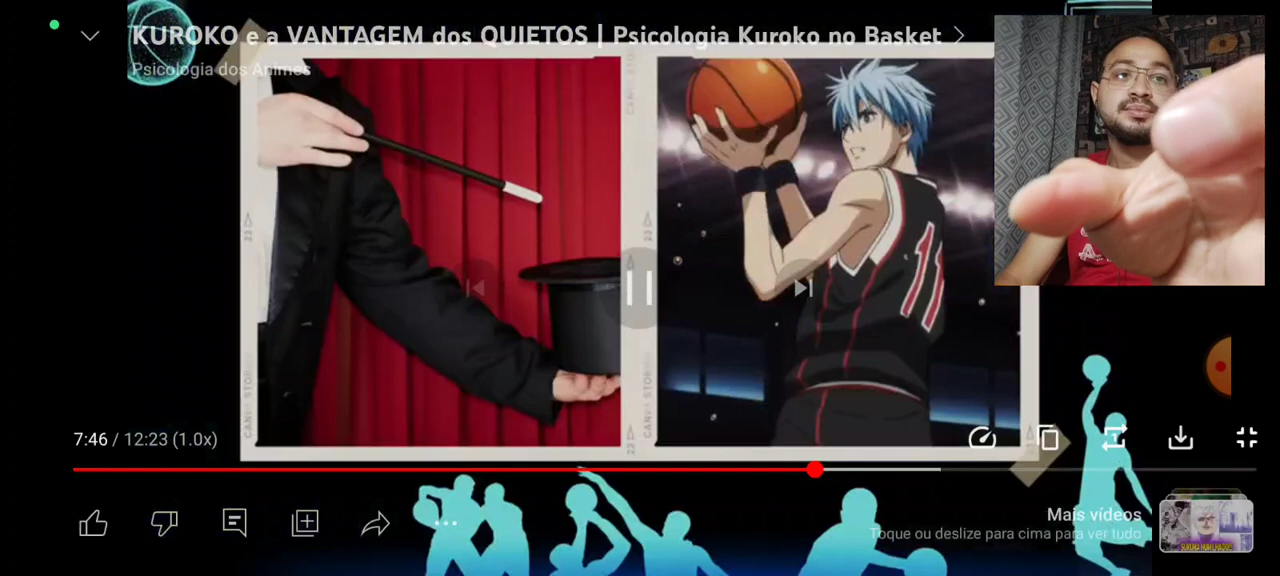 KUROKO e a VANTAGEM dos QUIETOS | Psicologia Kuroko no Basket
Psicologia dos Animes
11
7:46 / 12:23 (1.0x)
Mais vídeos
Toque ou deslize para cima para ver tudo